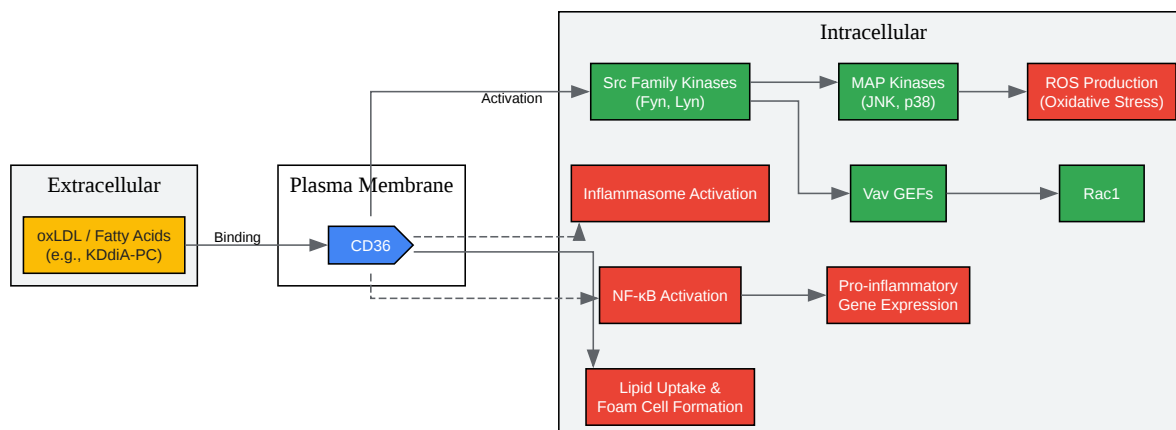 Intracellular
Src Family Kinases
(Fyn, Lyn)
MAP Kinases
(JNK, p38)
ROS Production
(Oxidative Stress)
Activation
Extracellular
Plasma Membrane
Inflammasome Activation
Vav GEFs
Rac1
oxLDL / Fatty Acids
(e.g., KDdiA-PC)
Binding
CD36
NF-κB Activation
Pro-inflammatory
Gene Expression
Lipid Uptake &
Foam Cell Formation